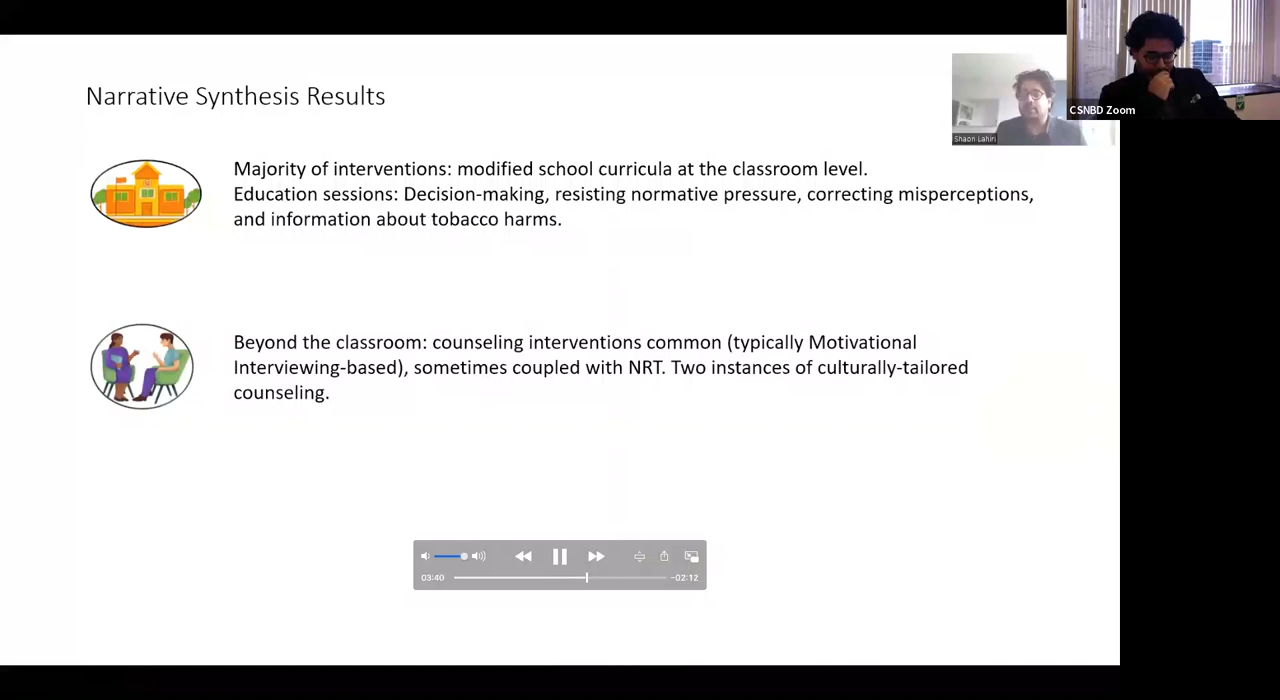 Narrative Synthesis Results
Shaon Lahiri
CSNBD Zoom
Majority of interventions: modified school curricula at the classroom level.
Education sessions: Decision-making, resisting normative pressure, correcting misperceptions,
and information about tobacco harms.
Beyond the classroom: counseling interventions common (typically Motivational
Interviewing-based), sometimes coupled with NRT. Two instances of culturally-tailored
counseling.
03:40
-02:12